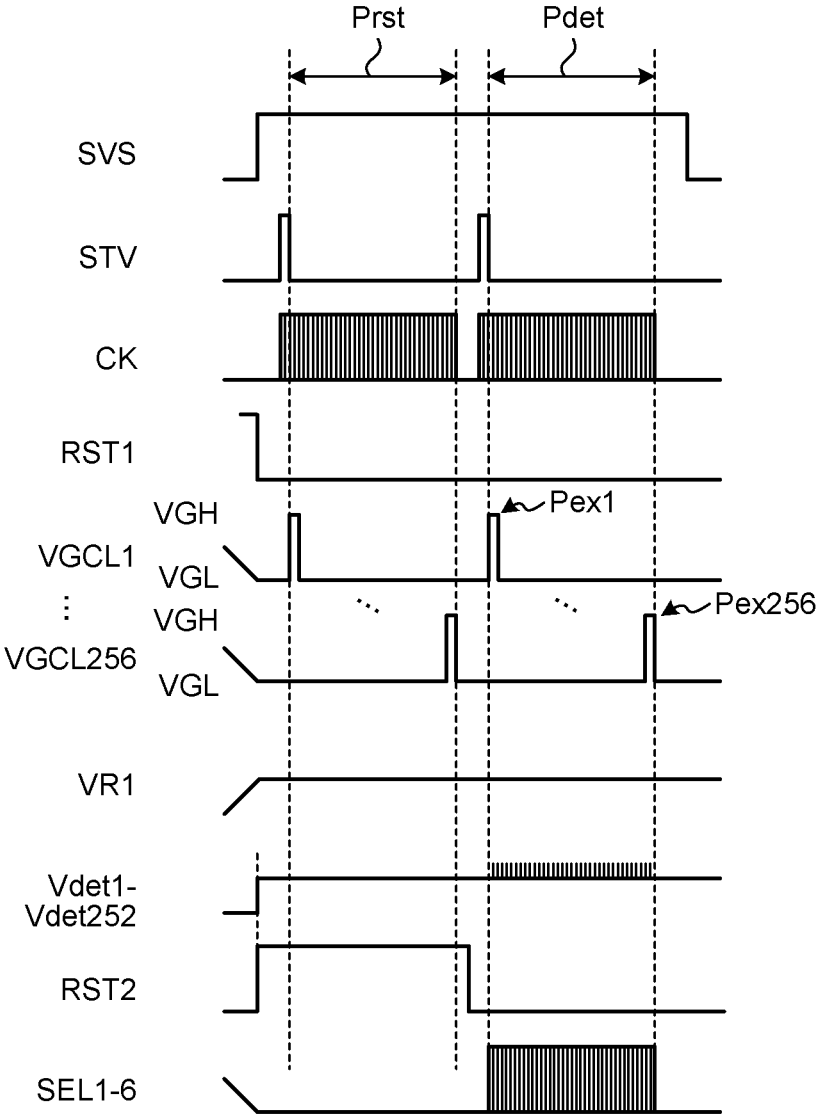 Prst
Pdet
SVS
STV
CK
RST1
VGH
Pex1
VGCL1
VGL
⋮
VGH
Pex256
VGCL256
VGL
VR1
Vdet1-
Vdet252
RST2
SEL1-6